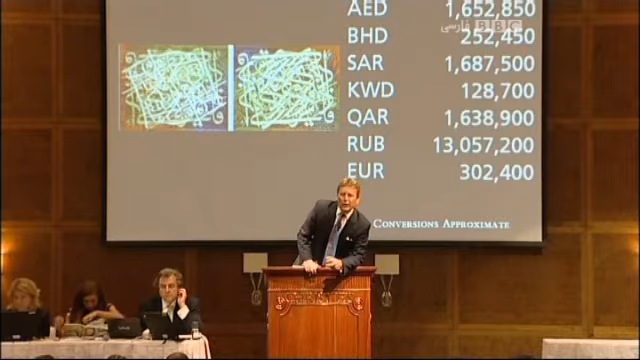 AED 1,652,850
BBC فارسی
BHD 252,450
SAR 1,687,500
KWD 128,700
QAR 1,638,900
RUB 13,057,200
EUR 302,400
CONVERSIONS APPROXIMATE